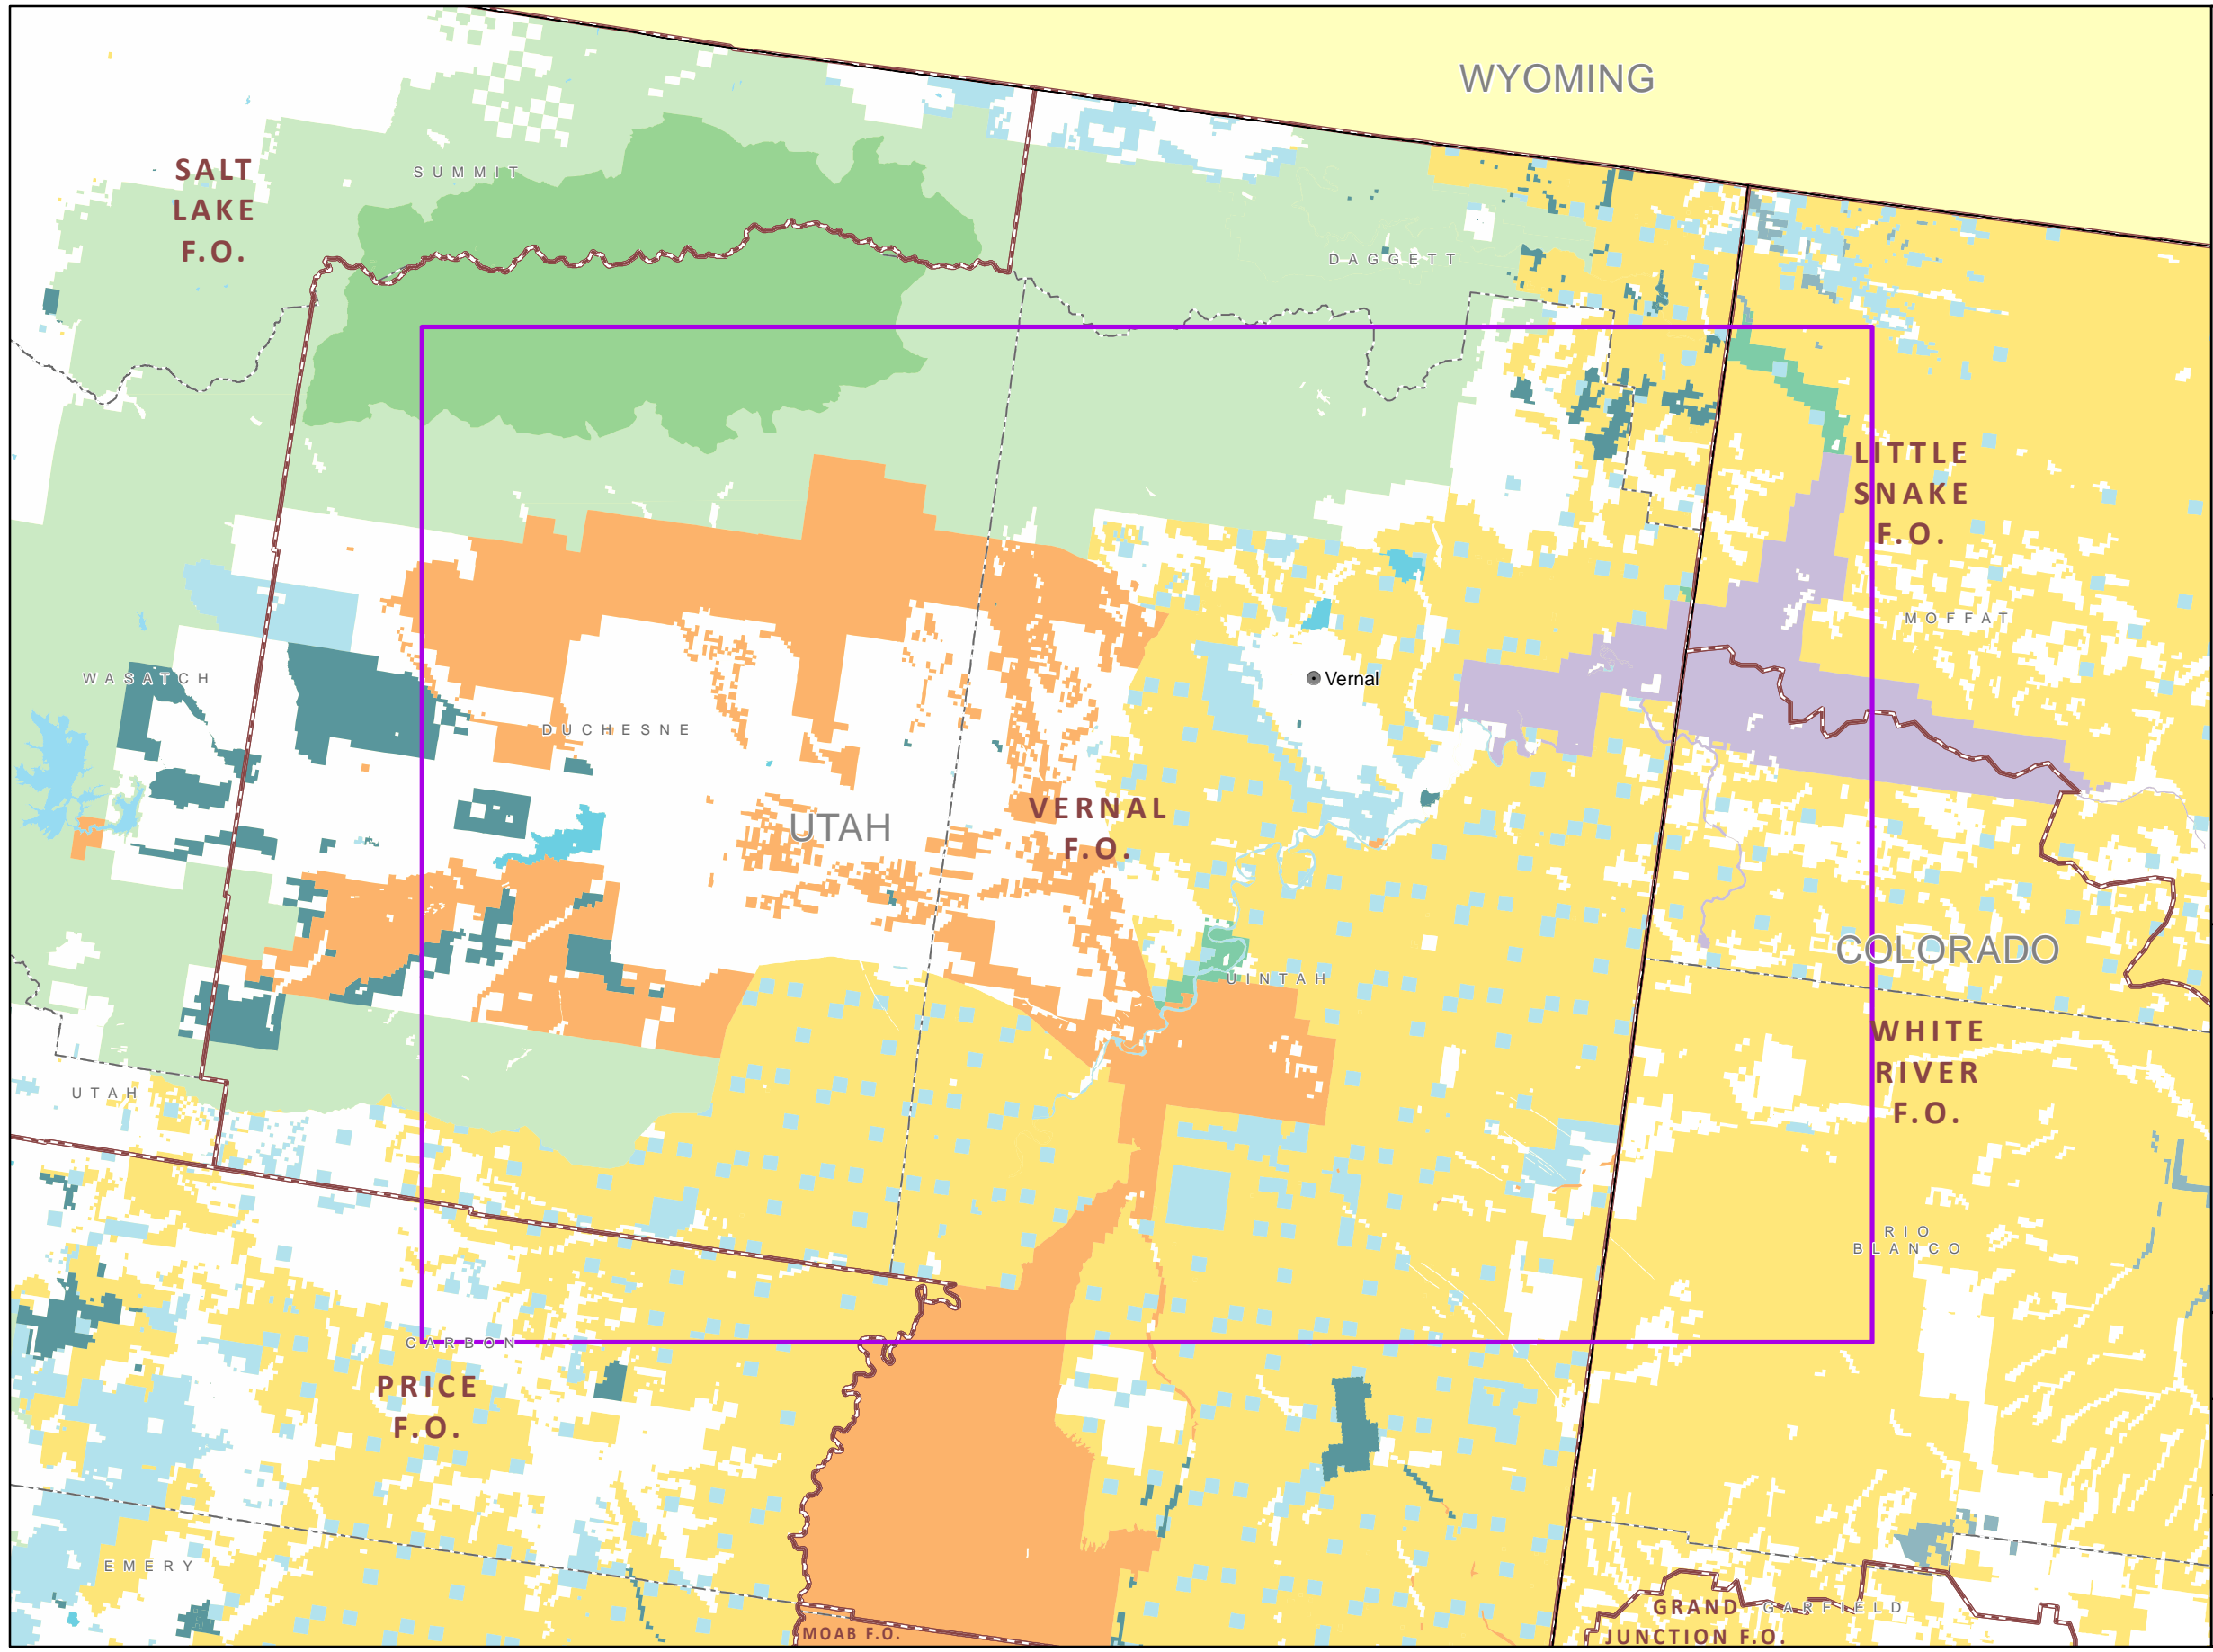 WYOMING
SALT
LAKE
F.O.
SUMMIT
DAGGETT
LITTLE
SNAKE
F.O.
MOFFAT
WASATCH
Vernal
DUCHESNE
VERNAL
F.O.
UTAH
COLORADO
UINTAH
WHITE
RIVER
F.O.
UTAH
RIO
BLANCO
CARBON
PRICE
F.O.
EMERY
GRAND
GARFIELD
JUNCTION F.O.
MOAB F.O.